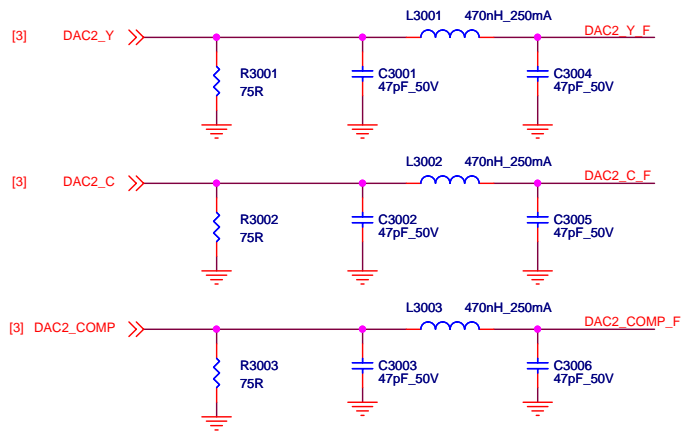 L3001 470nH_250mA
[3] DAC2_Y DAC2_Y_F
R3001 C3001 C3004
75R 47pF_50V 47pF_50V
L3002 470nH_250mA
[3] DAC2_C DAC2_C_F
R3002 C3002 C3005
75R 47pF_50V 47pF_50V
L3003 470nH_250mA
[3] DAC2_COMP DAC2_COMP_F
R3003 C3003 C3006
75R 47pF_50V 47pF_50V